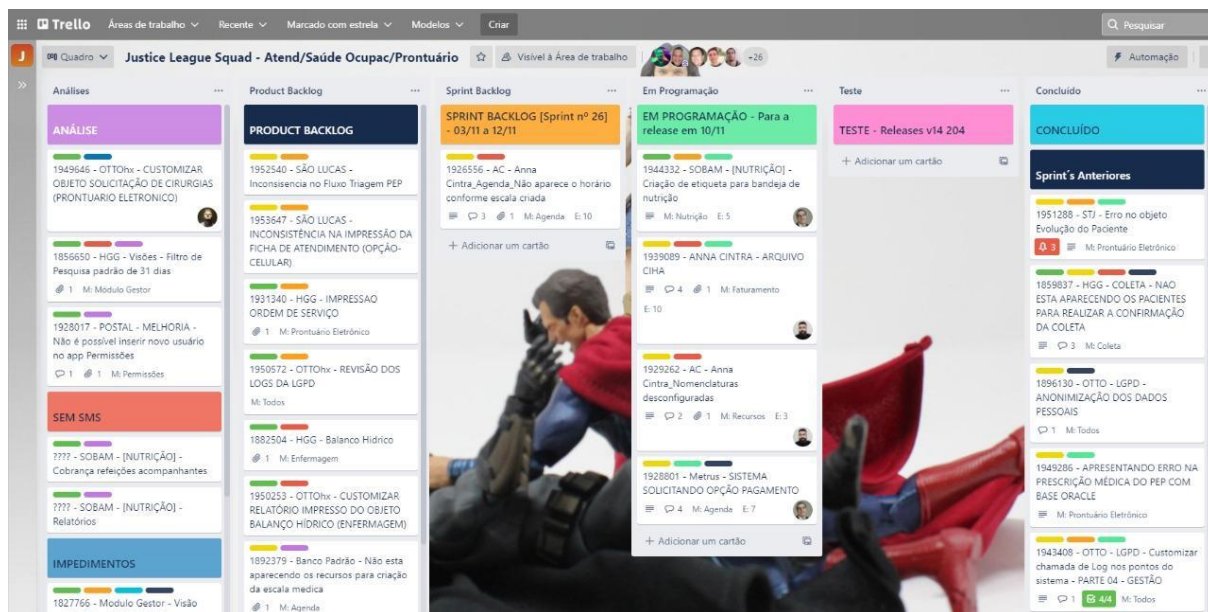 Trello
Áreas de trabalho
Recente
Marcado com estrela
Modelos
Criar
Pesquisar
J
Quadro
Justice League Squad - Atend/Saúde Ocupac/Prontuário
Visível à Área de trabalho
+26
Automação
Análises
ANÁLISE
1949646 - OTTOhx - CUSTOMIZAR
OBJETO SOLICITAÇÃO DE CIRURGIAS
(PRONTUARIO ELETRONICO)
1856650 - HGG - Visões - Filtro de
Pesquisa padrão de 31 dias
1 M: Módulo Gestor
1928017 - POSTAL - MELHORIA -
Não é possível inserir novo usuário
no app Permissões
1 1 M: Permissões
SEM SMS
???? - SOBAM - [NUTRIÇÃO] -
Cobrança refeições acompanhantes
???? - SOBAM - [NUTRIÇÃO] -
Relatórios
IMPEDIMENTOS
1827766 - Modulo Gestor - Visão
Product Backlog
PRODUCT BACKLOG
1952540 - SÃO LUCAS -
Inconsisencia no Fluxo Triagem PEP
1953647 - SÃO LUCAS -
INCONSISTÊNCIA NA IMPRESSÃO DA
FICHA DE ATENDIMENTO (OPÇÃO-
CELULAR)
1931340 - HGG - IMPRESSAO
ORDEM DE SERVIÇO
1 M: Prontuário Eletrônico
1950572 - OTTOhx - REVISÃO DOS
LOGS DA LGPD
M: Todos
1882504 - HGG - Balanco Hidrico
1 M: Enfermagem
1950253 - OTTOhx - CUSTOMIZAR
RELATÓRIO IMPRESSO DO OBJETO
BALANÇO HÍDRICO (ENFERMAGEM)
1892379 - Banco Padrão - Não esta
aparecendo os recursos para criação
da escala medica
1 M: Agenda
Sprint Backlog
SPRINT BACKLOG [Sprint nº 26]
- 03/11 a 12/11
1926556 - AC - Anna
Cintra_Agenda_Não aparece o horário
conforme escala criada
3 1 M: Agenda E: 10
+ Adicionar um cartão
Em Programação
EM PROGRAMAÇÃO - Para a
release em 10/11
1944332 - SOBAM - [NUTRIÇÃO] -
Criação de etiqueta para bandeja de
nutrição
M: Nutrição E: 5
1939089 - ANNA CINTRA - ARQUIVO
CIHA
4 1 M: Faturamento
E: 10
1929262 - AC - Anna
Cintra_Nomenclaturas
desconfiguradas
2 1 M: Recursos E: 3
1928801 - Metrus - SISTEMA
SOLICITANDO OPÇÃO PAGAMENTO
4 M: Agenda E: 7
+ Adicionar um cartão
Teste
TESTE - Releases v14 204
+ Adicionar um cartão
Concluído
CONCLUÍDO
Sprint´s Anteriores
1951288 - STJ - Erro no objeto
Evolução do Paciente
3 M: Prontuário Eletrônico
1859837 - HGG - COLETA - NAO
ESTA APARECENDO OS PACIENTES
PARA REALIZAR A CONFIRMAÇÃO
DA COLETA
3 M: Coleta
1896130 - OTTO - LGPD -
ANONIMIZAÇÃO DOS DADOS
PESSOAIS
1 M: Todos
1949286 - APRESENTANDO ERRO NA
PRESCRIÇÃO MÉDICA DO PEP COM
BASE ORACLE
M: Prontuário Eletrônico
1943408 - OTTO - LGPD - Customizar
chamada de Log nos pontos do
sistema - PARTE 04 - GESTÃO
1 4/4 M: Todos